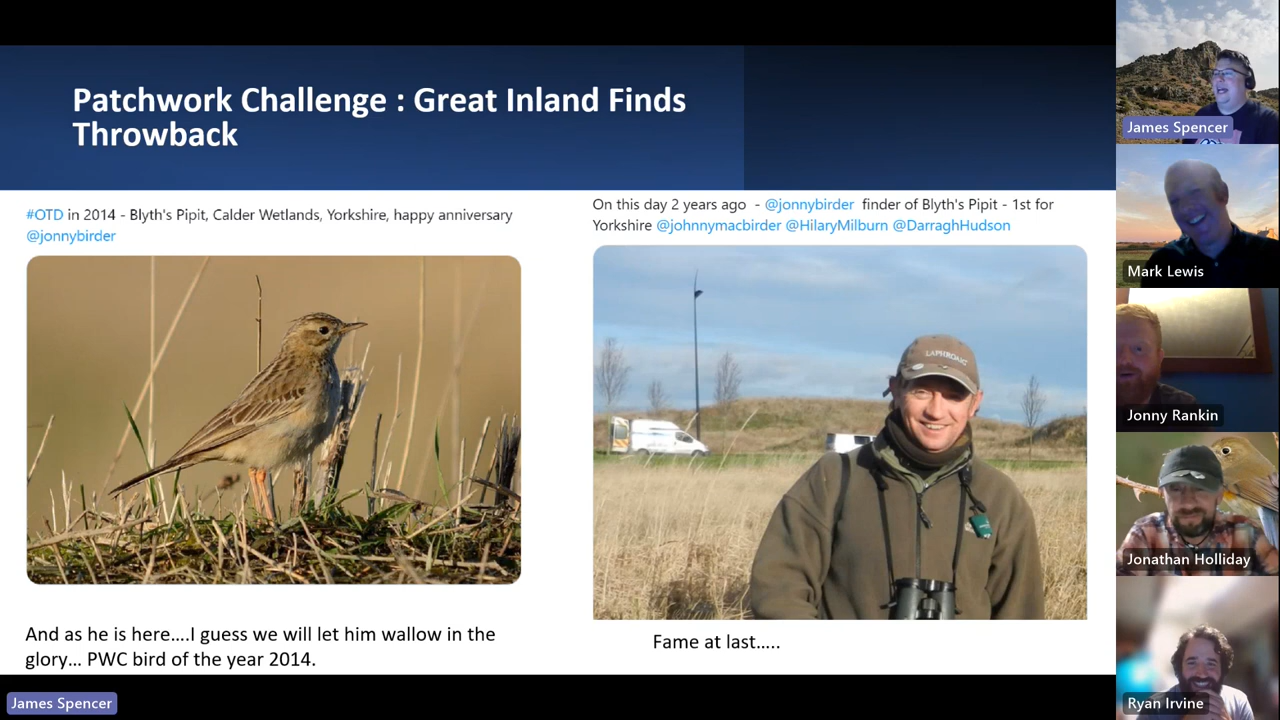 Patchwork Challenge : Great Inland Finds
Throwback
#OTD in 2014 - Blyth's Pipit, Calder Wetlands, Yorkshire, happy anniversary
@jonnybirder
On this day 2 years ago - @jonnybirder finder of Blyth's Pipit - 1st for
Yorkshire @johnnymacbirder @HilaryMilburn @DarraghHudson
LAPHROAIG
And as he is here....I guess we will let him wallow in the
glory... PWC bird of the year 2014.
Fame at last.....
James Spencer
James Spencer
Mark Lewis
Jonny Rankin
Jonathan Holliday
Ryan Irvine